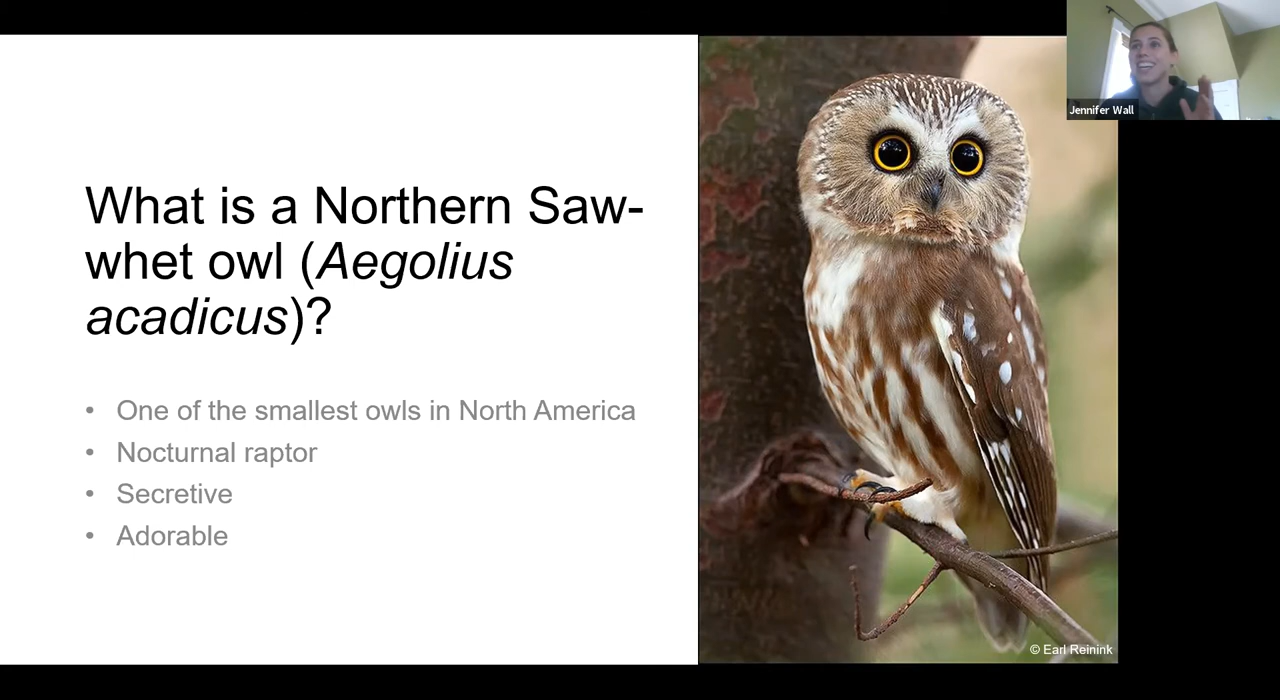 What is a Northern Saw-
whet owl (Aegolius
acadicus)?
• One of the smallest owls in North America
• Nocturnal raptor
• Secretive
• Adorable
Jennifer Wall
© Earl Reinink